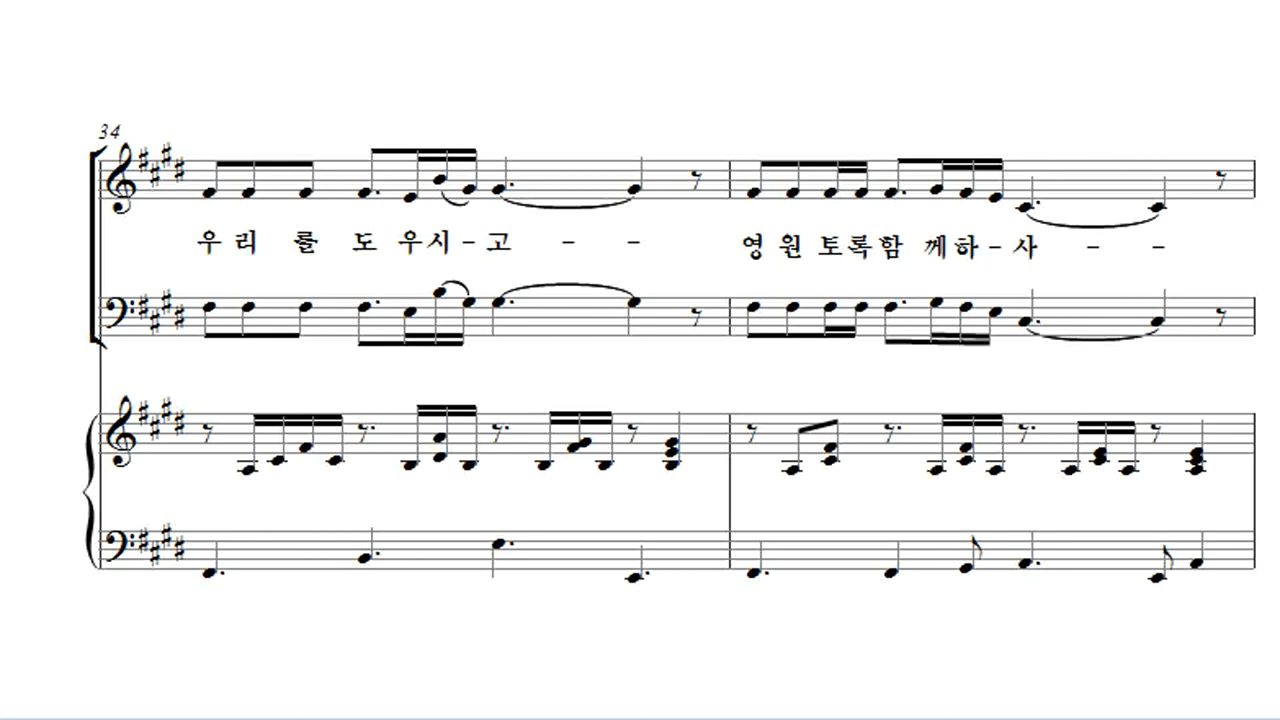 34
우 리 를 도 우시-고 - - 영 원 토록함 께하-사 - -